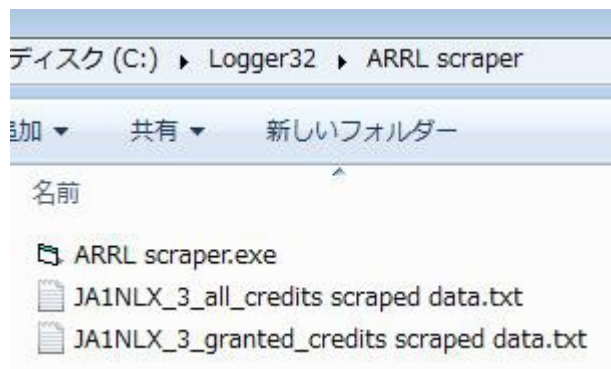 ディスク (C:) ▸ Logger32 ▸ ARRL scraper
追加 ▼ 共有 ▼ 新しいフォルダー
名前
ARRL scraper.exe
JA1NLX_3_all_credits scraped data.txt
JA1NLX_3_granted_credits scraped data.txt